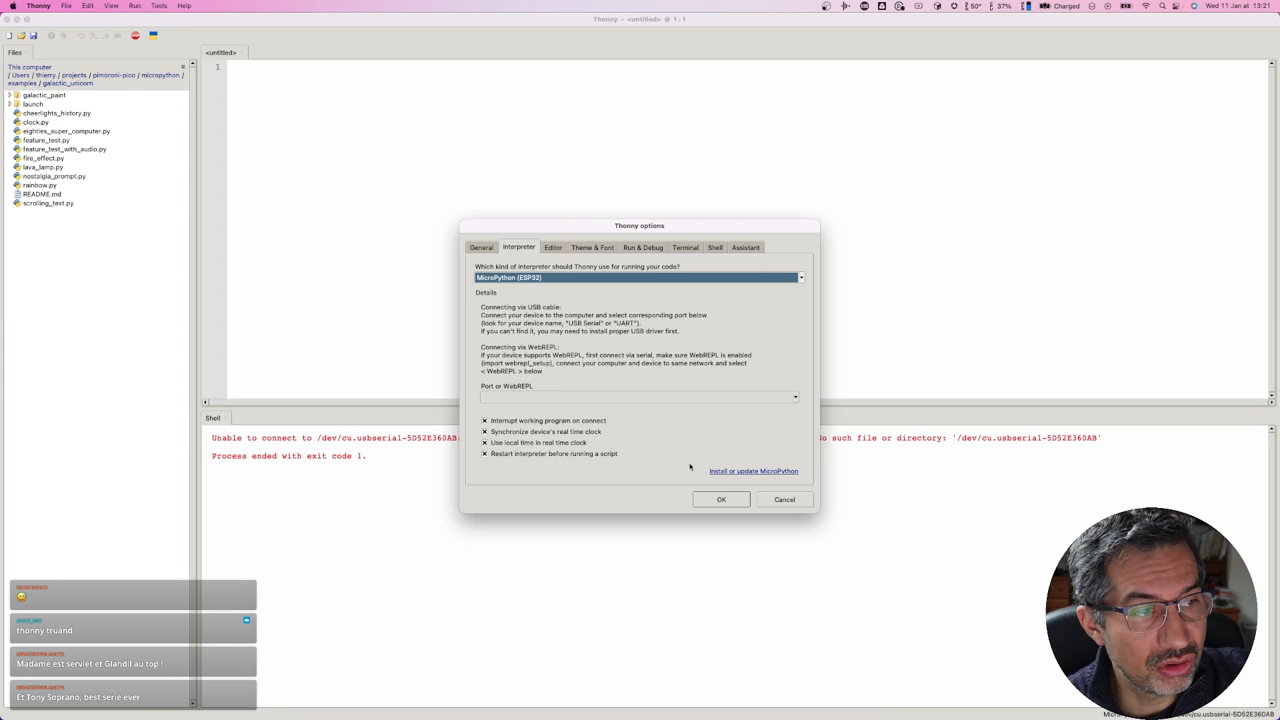 Thonny File Edit View Run Tools Help
50° 37% Charged Wed 11 Jan at 13:21
Thonny - <untitled> @ 1 : 1
Files
<untitled>
This computer
/ Users / thierry / projects / pimoroni-pico / micropython /
examples / galactic_unicorn
1
galactic_paint
launch
cheerlights_history.py
clock.py
eighties_super_computer.py
feature_test.py
feature_test_with_audio.py
fire_effect.py
lava_lamp.py
nostalgia_prompt.py
rainbow.py
README.md
scrolling_text.py
Thonny options
General Interpreter Editor Theme & Font Run & Debug Terminal Shell Assistant
Which kind of interpreter should Thonny use for running your code?
MicroPython (ESP32)
Details
Connecting via USB cable:
Connect your device to the computer and select corresponding port below
(look for your device name, "USB Serial" or "UART").
If you can't find it, you may need to install proper USB driver first.
Connecting via WebREPL:
If your device supports WebREPL, first connect via serial, make sure WebREPL is enabled
(import webrepl_setup), connect your computer and device to same network and select
< WebREPL > below
Port or WebREPL
Interrupt working program on connect
Synchronize device's real time clock
Use local time in real time clock
Restart interpreter before running a script
Install or update MicroPython
OK Cancel
Shell
Unable to connect to /dev/cu.usbserial-5D52E360AB: such file or directory: '/dev/cu.usbserial-5D52E360AB'
Process ended with exit code 1.
thonny truand
Madame est serviet et Glandil au top !
Et Tony Soprano, best serie ever
/dev/cu.usbserial-5D52E360AB